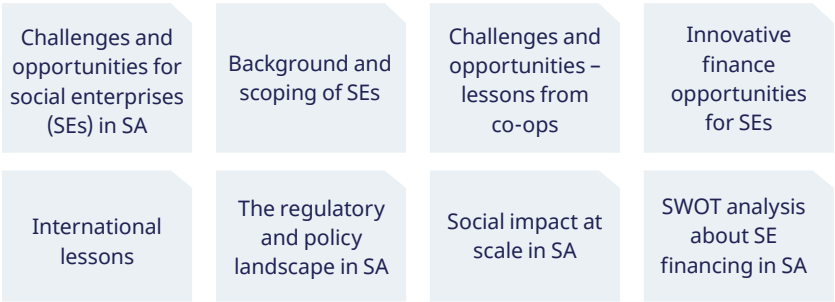 Challenges and
opportunities for
social enterprises
(SEs) in SA
Background and
scoping of SEs
Challenges and
opportunities –
lessons from
co-ops
Innovative
finance
opportunities
for SEs
International
lessons
The regulatory
and policy
landscape in SA
Social impact at
scale in SA
SWOT analysis
about SE
financing in SA